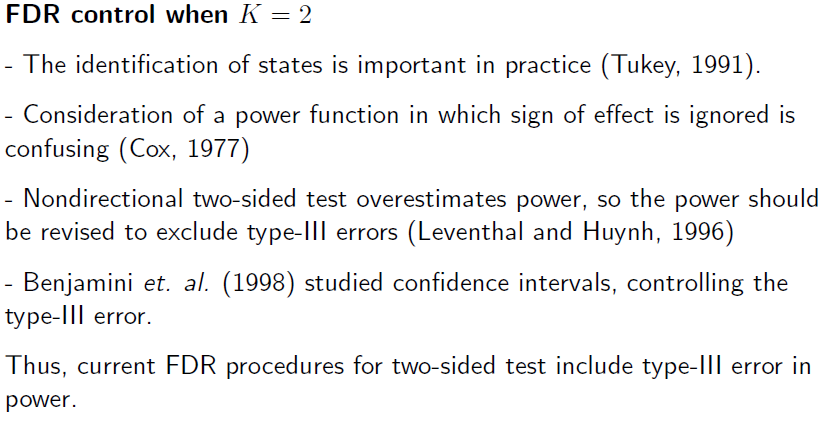 FDR control when K = 2
- The identification of states is important in practice (Tukey, 1991).
- Consideration of a power function in which sign of effect is ignored is
confusing (Cox, 1977)
- Nondirectional two-sided test overestimates power, so the power should
be revised to exclude type-III errors (Leventhal and Huynh, 1996)
- Benjamini et. al. (1998) studied confidence intervals, controlling the
type-III error.
Thus, current FDR procedures for two-sided test include type-III error in
power.